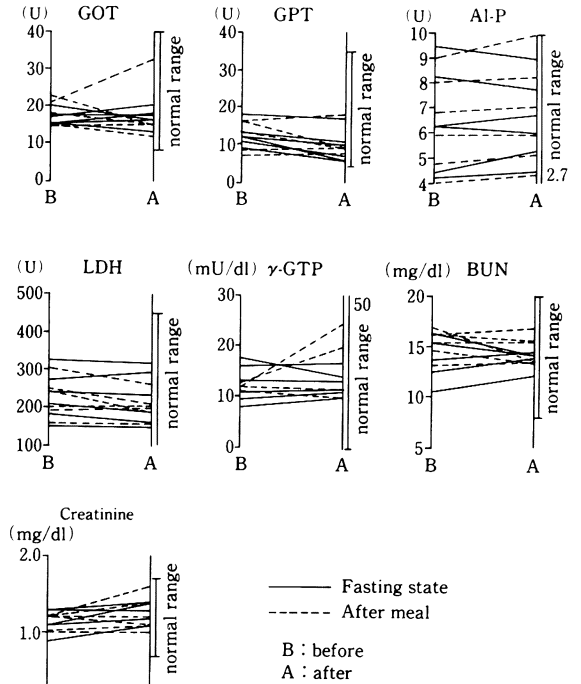 (U) GOT
40
30
20
10
0
B A
normal range
(U) GPT
40
30
20
10
0
B A
normal range
(U) Al-P
10
9
8
7
6
5
4
B A
normal range
2.7
(U) LDH
500
400
300
200
100
B A
normal range
(mU/dl) γ-GTP
30
20
10
0
B A
50
normal range
(mg/dl) BUN
20
15
10
5
B A
normal range
Creatinine
(mg/dl)
2.0
1.0
normal range
Fasting state
After meal
B : before
A : after